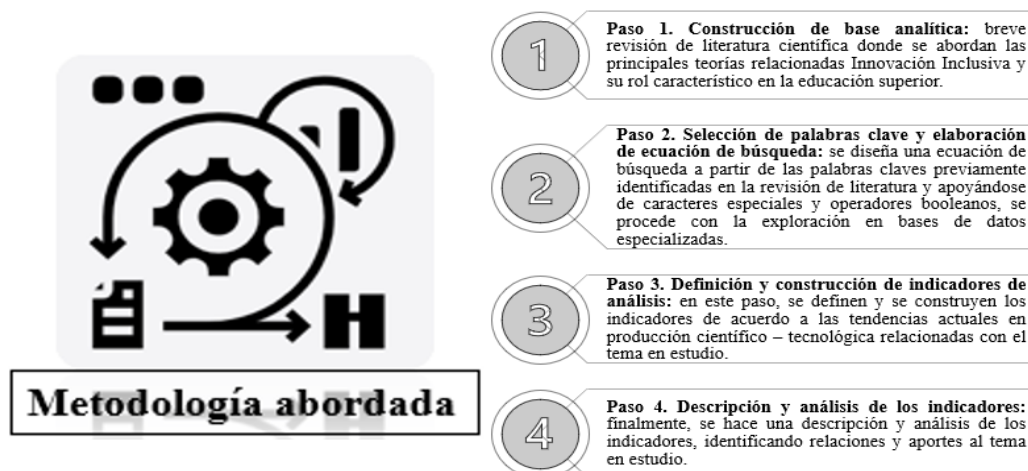 Metodología abordada
1
Paso 1. Construcción de base analítica: breve
revisión de literatura científica donde se abordan las
principales teorías relacionadas Innovación Inclusiva y
su rol característico en la educación superior.
2
Paso 2. Selección de palabras clave y elaboración
de ecuación de búsqueda: se diseña una ecuación de
búsqueda a partir de las palabras claves previamente
identificadas en la revisión de literatura y apoyándose
de caracteres especiales y operadores booleanos, se
procede con la exploración en bases de datos
especializadas.
3
Paso 3. Definición y construcción de indicadores de
análisis: en este paso, se definen y se construyen los
indicadores de acuerdo a las tendencias actuales en
producción científico – tecnológica relacionadas con el
tema en estudio.
4
Paso 4. Descripción y análisis de los indicadores:
finalmente, se hace una descripción y análisis de los
indicadores, identificando relaciones y aportes al tema
en estudio.